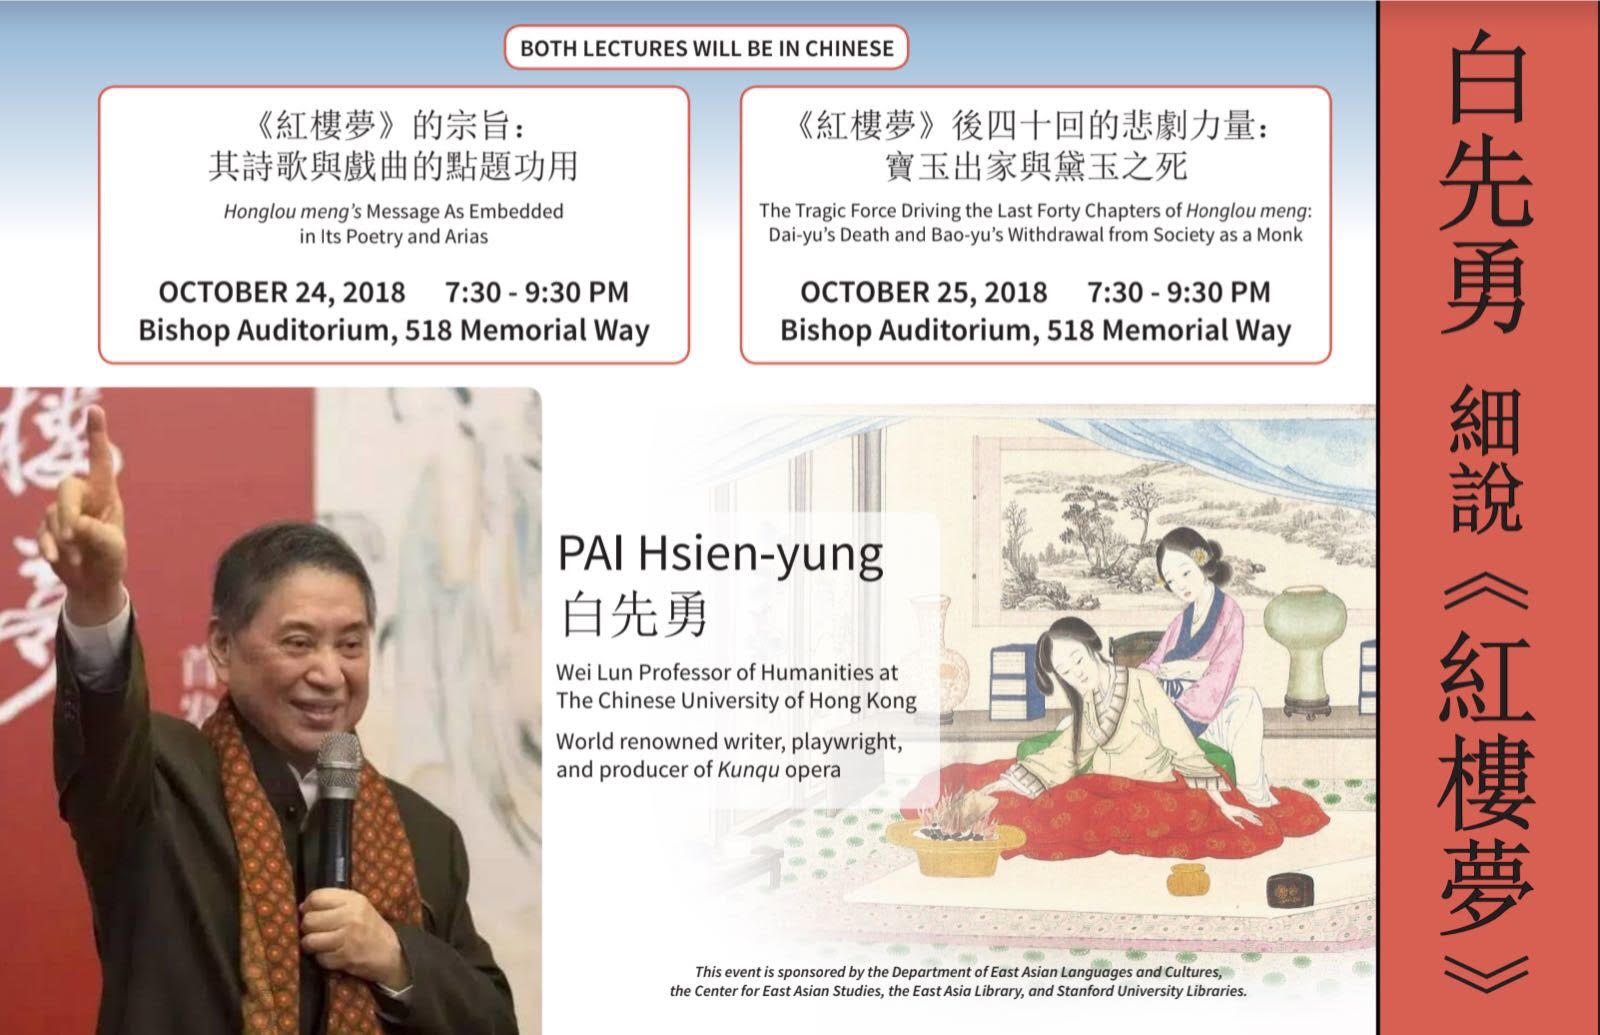 BOTH LECTURES WILL BE IN CHINESE
《紅樓夢》的宗旨：
其詩歌與戲曲的點題功用
Honglou meng’s Message As Embedded
in Its Poetry and Arias
OCTOBER 24, 2018 7:30 - 9:30 PM
Bishop Auditorium, 518 Memorial Way
《紅樓夢》後四十回的悲劇力量：
寶玉出家與黛玉之死
The Tragic Force Driving the Last Forty Chapters of Honglou meng:
Dai-yu’s Death and Bao-yu’s Withdrawal from Society as a Monk
OCTOBER 25, 2018 7:30 - 9:30 PM
Bishop Auditorium, 518 Memorial Way
PAI Hsien-yung
白先勇
Wei Lun Professor of Humanities at
The Chinese University of Hong Kong
World renowned writer, playwright,
and producer of Kunqu opera
This event is sponsored by the Department of East Asian Languages and Cultures,
the Center for East Asian Studies, the East Asia Library, and Stanford University Libraries.
白先勇 細說《紅樓夢》